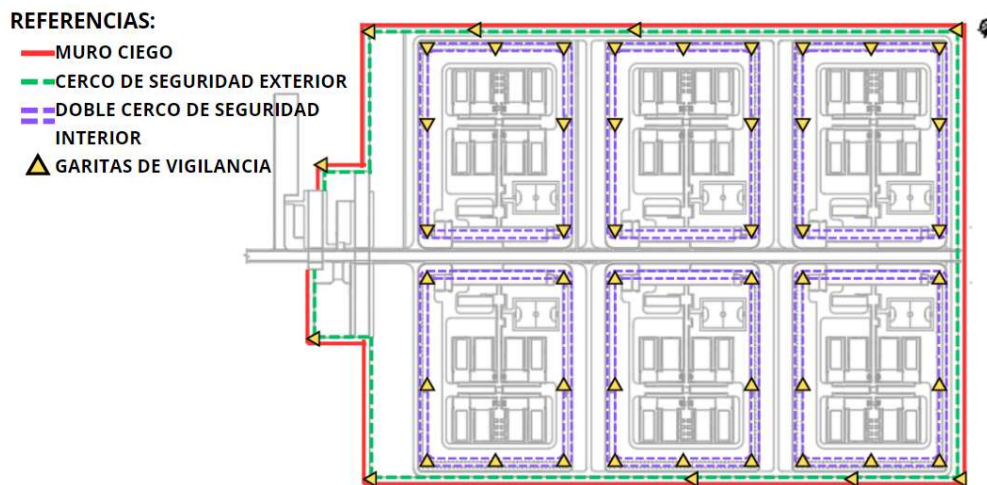 REFERENCIAS:
MURO CIEGO
CERCO DE SEGURIDAD EXTERIOR
DOBLE CERCO DE SEGURIDAD
INTERIOR
GARITAS DE VIGILANCIA